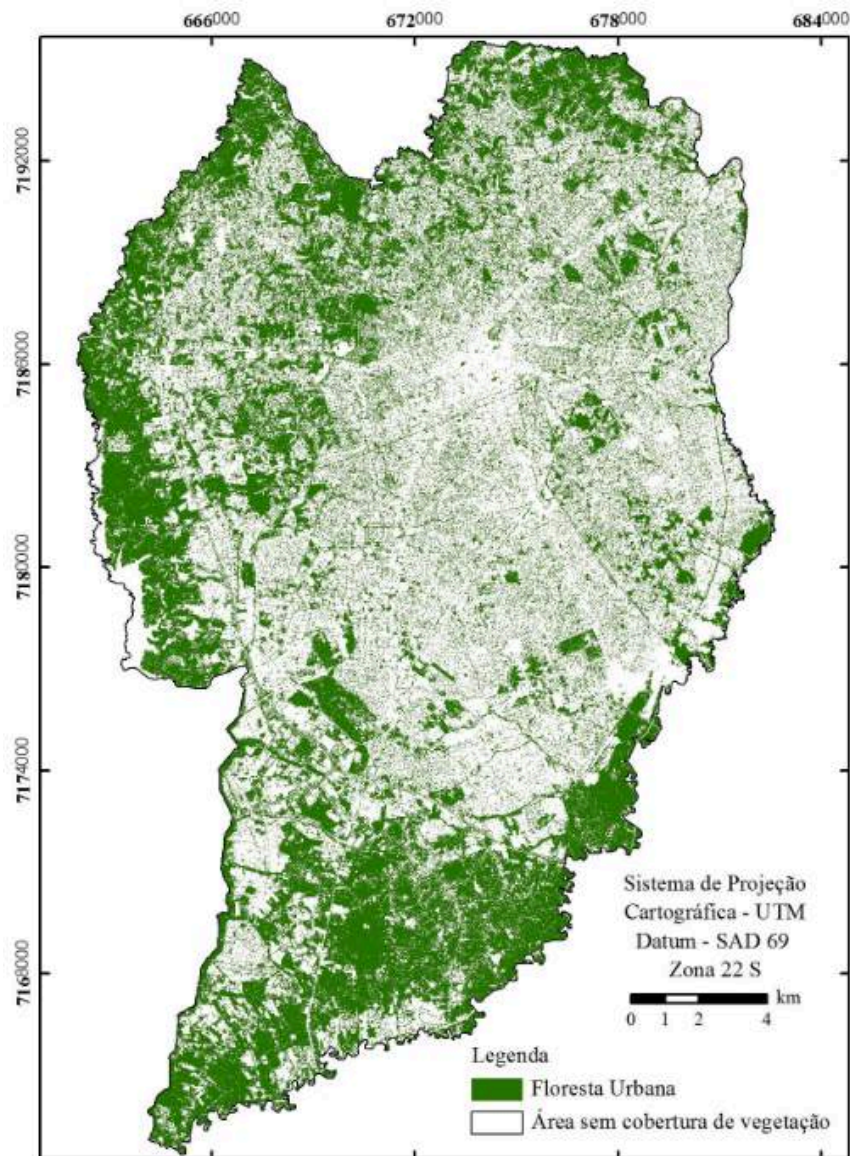 666000 672000 678000 684000
7192000
7186000
7180000
7174000
7168000
Sistema de Projeção
Cartográfica - UTM
Datum - SAD 69
Zona 22 S
km
0 1 2 4
Legenda
Floresta Urbana
Área sem cobertura de vegetação